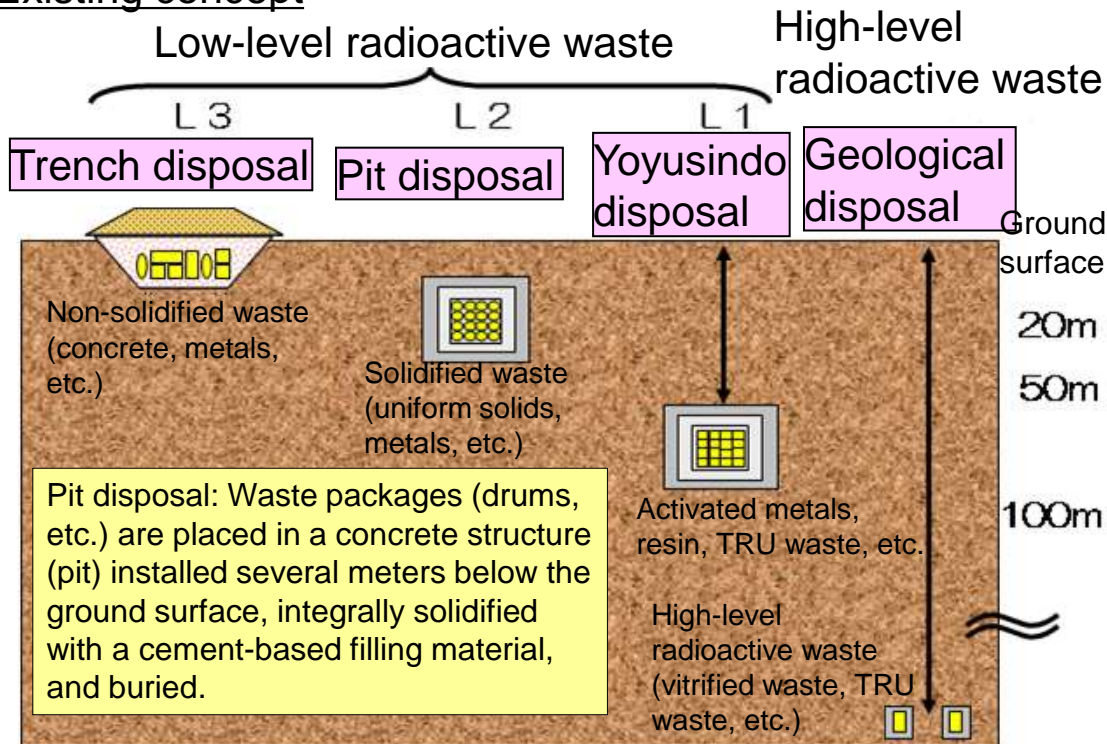 Existing concept
Low-level radioactive waste
High-level
radioactive waste
L 3
L 2
L 1
Trench disposal
Pit disposal
Yoyusindo
disposal
Geological
disposal
Ground
surface
Non-solidified waste
(concrete, metals,
etc.)
Solidified waste
(uniform solids,
metals, etc.)
20m
50m
100m
Activated metals,
resin, TRU waste, etc.
Pit disposal: Waste packages (drums,
etc.) are placed in a concrete structure
(pit) installed several meters below the
ground surface, integrally solidified
with a cement-based filling material,
and buried.
High-level
radioactive waste
(vitrified waste, TRU
waste, etc.)